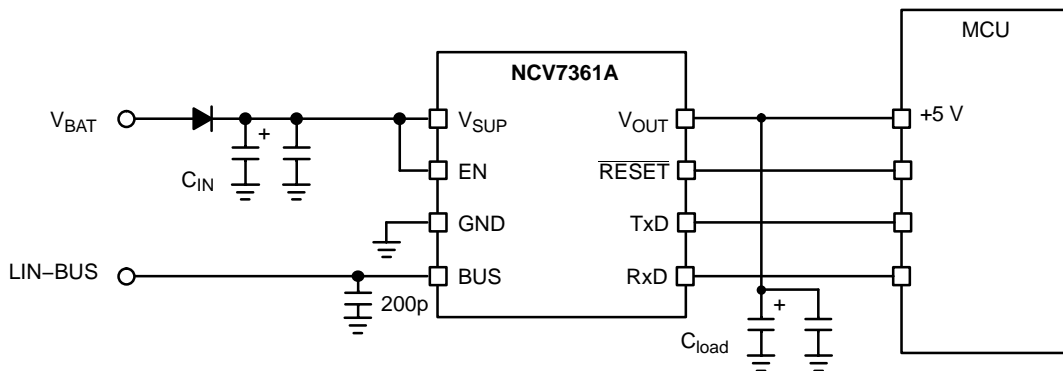 MCU
NCV7361A
V_BAT
+
C_IN
V_SUP
EN
GND
BUS
V_OUT
RESET
TxD
RxD
+5 V
LIN−BUS
200p
+
C_load